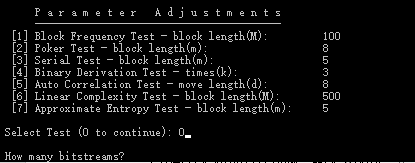 P a r a m e t e r   A d j u s t m e n t s
[1] Block Frequency Test - block length(M): 100
[2] Poker Test - block length(m): 8
[3] Serial Test - block length(m): 5
[4] Binary Derivation Test - times(k): 3
[5] Auto Correlation Test - move length(d): 8
[6] Linear Complexity Test - block length(M): 500
[7] Approximate Entropy Test - block length(m): 5
Select Test (0 to continue): 0
How many bitstreams?